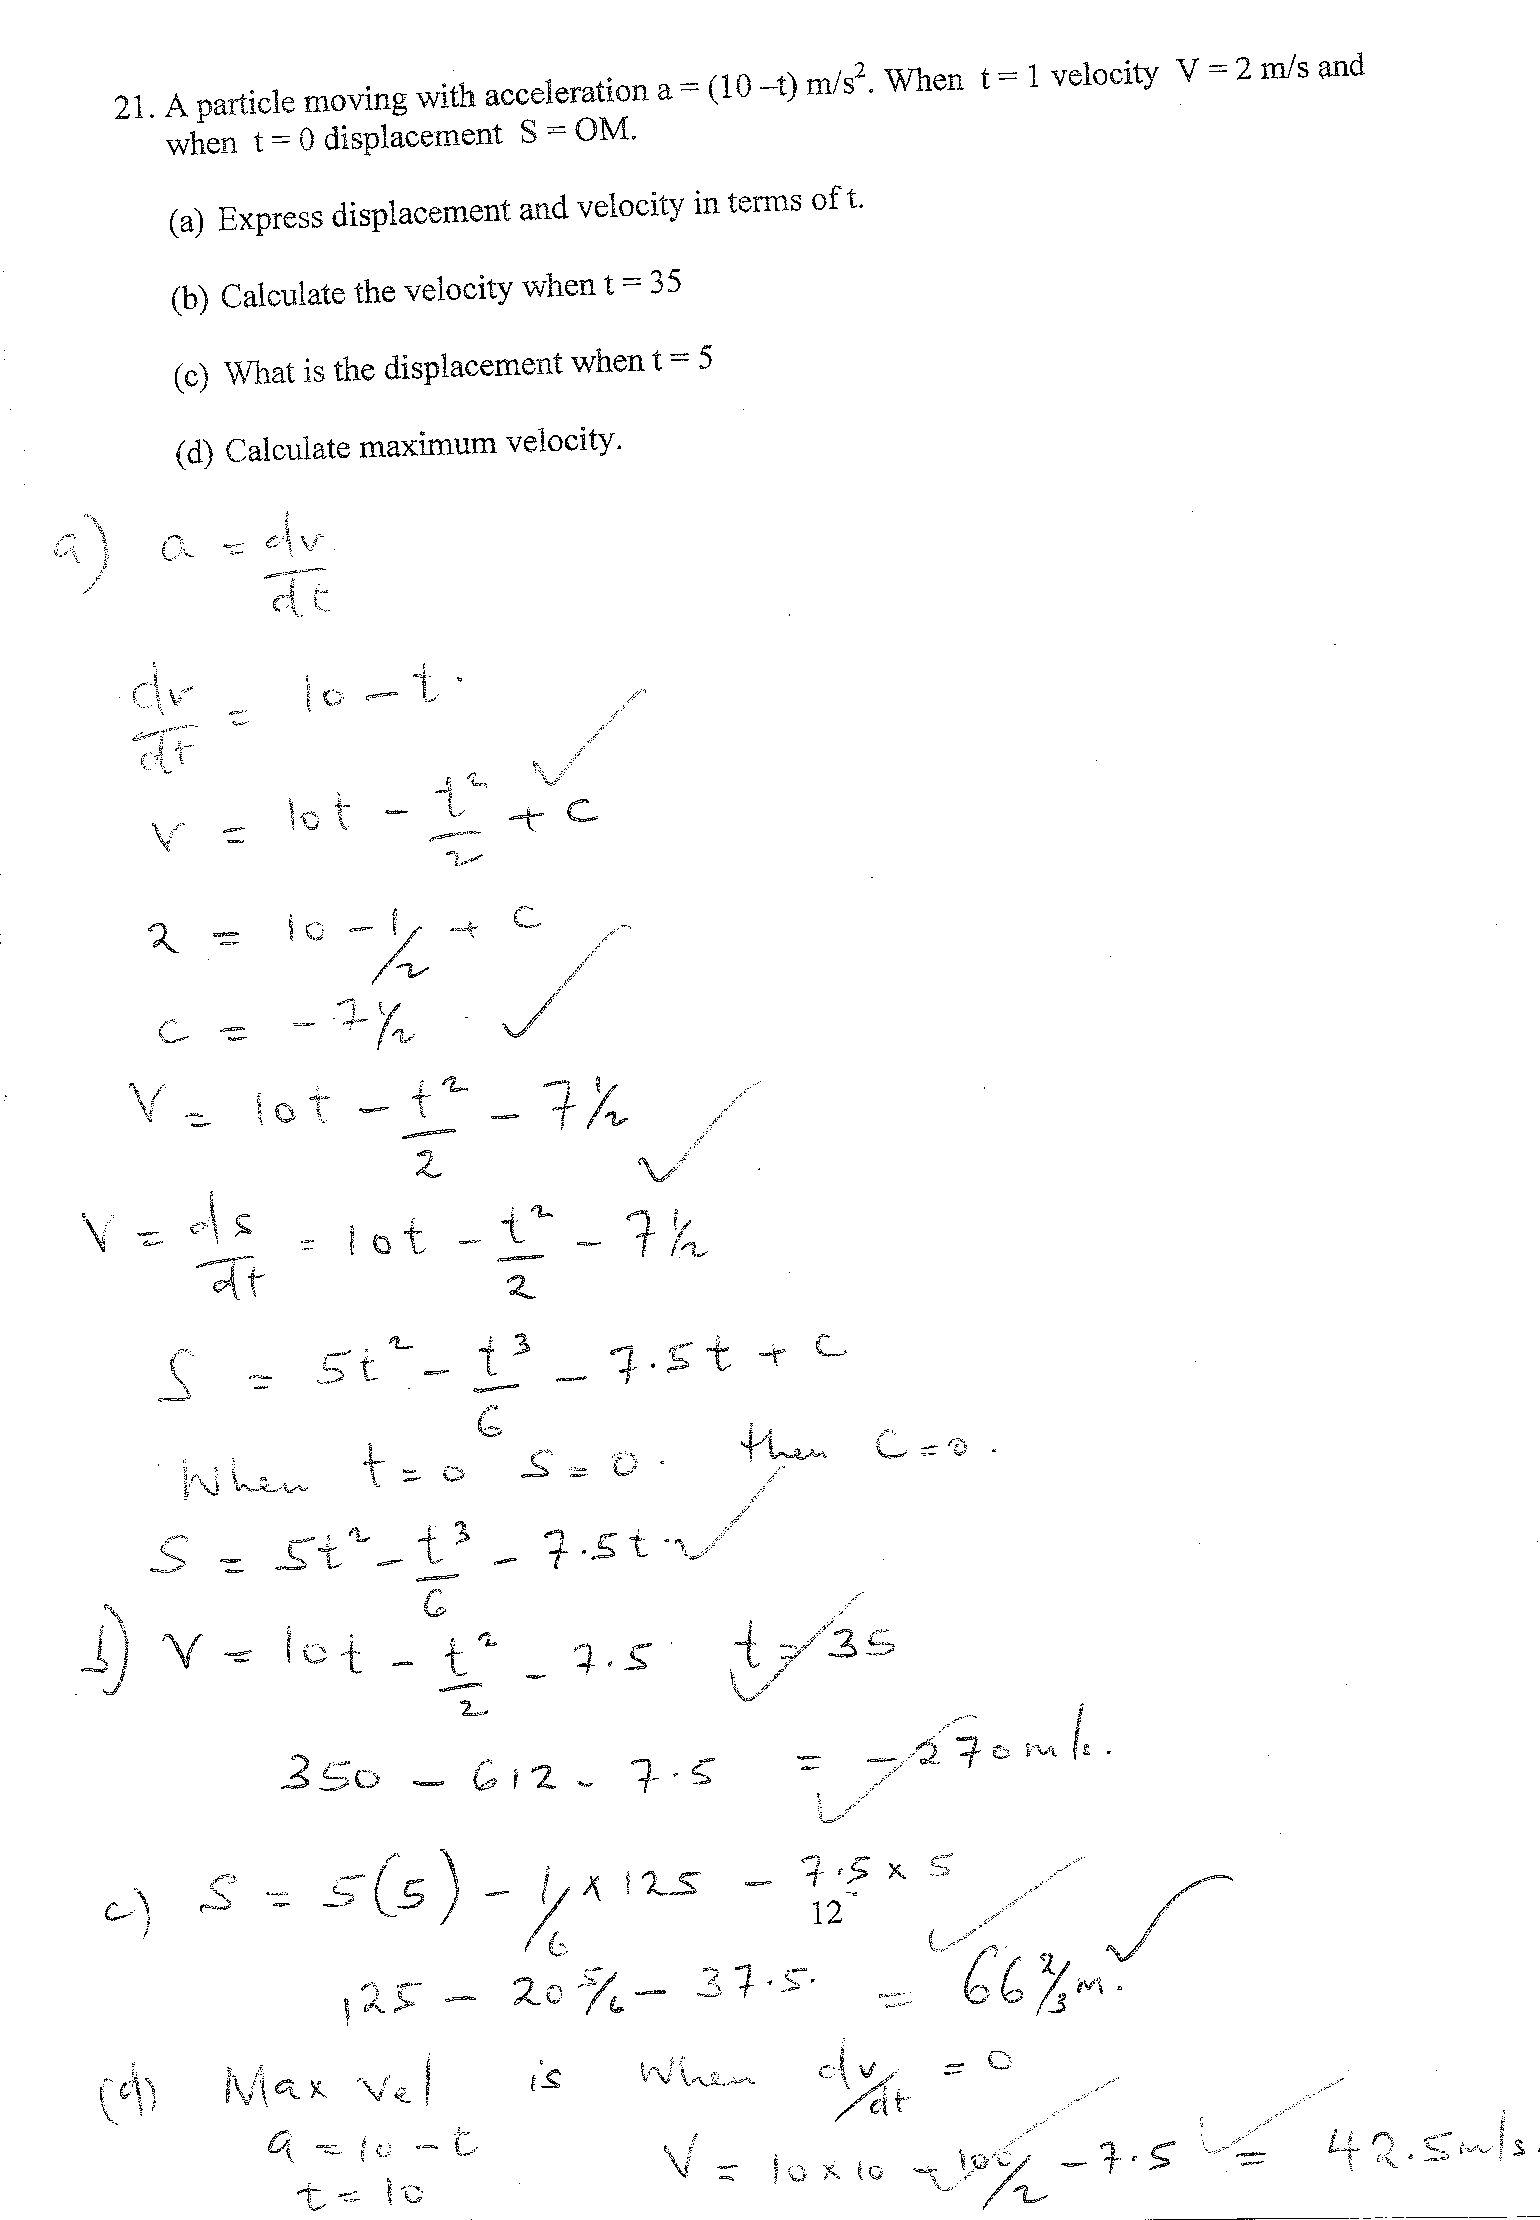 21. A particle moving with acceleration a = (10 –t) m/s². When t = 1 velocity V = 2 m/s and
when t = 0 displacement S = OM.
(a) Express displacement and velocity in terms of t.
(b) Calculate the velocity when t = 35
(c) What is the displacement when t = 5
(d) Calculate maximum velocity.
a) a = dv/dt
dv/dt = 10 - t.
V = 10t - t²/2 + c
2 = 10 - 1/2 + c
c = -7½
V = 10t - t²/2 - 7½
V = ds/dt = 10t - t²/2 - 7½
S = 5t² - t³/6 - 7.5t + c
When t=0 S=0. then C=0.
S = 5t² - t³/6 - 7.5t
b) V = 10t - t²/2 - 7.5 t=35
350 - 612 - 7.5 = -270m/s.
c) S = 5(5) - 1/6 x 125 - 7.5 x 5
12
125 - 20 5/6 - 37.5. = 66 2/3 m.
(d) Max Vel is when dv/dt = 0
a = 10 - t
t = 10
V = 10 x 10 - 100/2 - 7.5 = 42.5m/s.